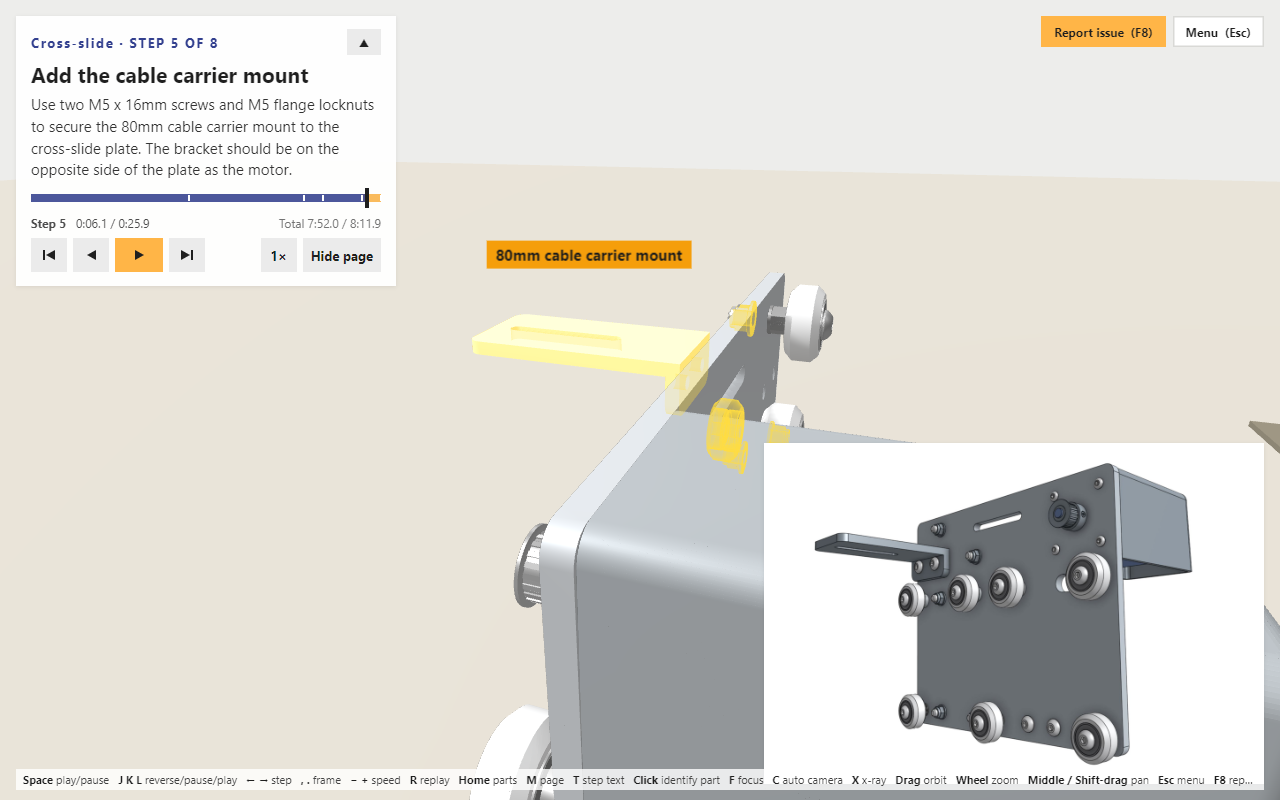 Cross-slide · STEP 5 OF 8
▲
Report issue (F8)
Menu (Esc)
Add the cable carrier mount
Use two M5 x 16mm screws and M5 flange locknuts
to secure the 80mm cable carrier mount to the
cross-slide plate. The bracket should be on the
opposite side of the plate as the motor.
Step 5 0:06.1 / 0:25.9
Total 7:52.0 / 8:11.9
1×
Hide page
80mm cable carrier mount
Space play/pause J K L reverse/pause/play ← → step , . frame − + speed R replay Home parts M page T step text Click identify part F focus C auto camera X x-ray Drag orbit Wheel zoom Middle / Shift-drag pan Esc menu F8 rep...